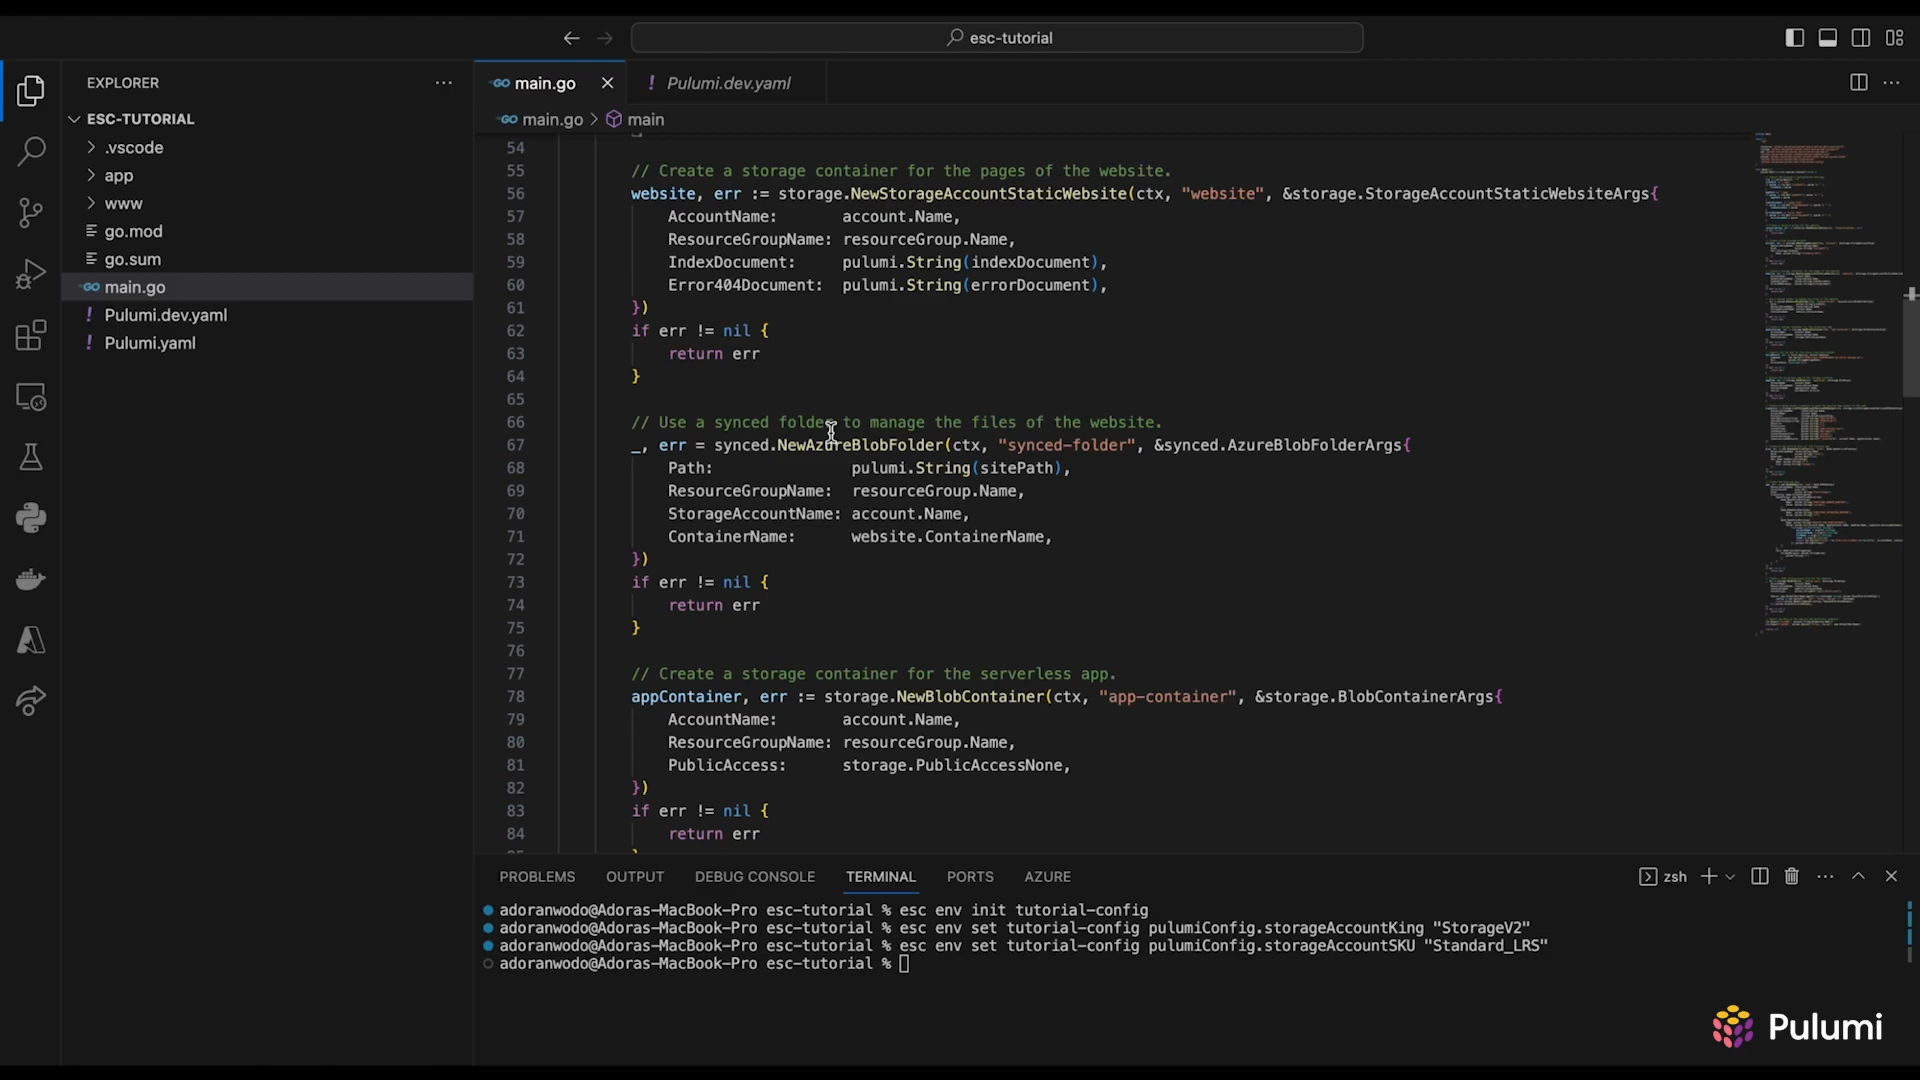 esc-tutorial
EXPLORER
ESC-TUTORIAL
.vscode
app
www
go.mod
go.sum
main.go
Pulumi.dev.yaml
Pulumi.yaml
main.go
Pulumi.dev.yaml
main.go > main
54
55 // Create a storage container for the pages of the website.
56 website, err := storage.NewStorageAccountStaticWebsite(ctx, "website", &storage.StorageAccountStaticWebsiteArgs{
57 AccountName: account.Name,
58 ResourceGroupName: resourceGroup.Name,
59 IndexDocument: pulumi.String(indexDocument),
60 Error404Document: pulumi.String(errorDocument),
61 })
62 if err != nil {
63 return err
64 }
65
66 // Use a synced folder to manage the files of the website.
67 _, err = synced.NewAzureBlobFolder(ctx, "synced-folder", &synced.AzureBlobFolderArgs{
68 Path: pulumi.String(sitePath),
69 ResourceGroupName: resourceGroup.Name,
70 StorageAccountName: account.Name,
71 ContainerName: website.ContainerName,
72 })
73 if err != nil {
74 return err
75 }
76
77 // Create a storage container for the serverless app.
78 appContainer, err := storage.NewBlobContainer(ctx, "app-container", &storage.BlobContainerArgs{
79 AccountName: account.Name,
80 ResourceGroupName: resourceGroup.Name,
81 PublicAccess: storage.PublicAccessNone,
82 })
83 if err != nil {
84 return err
PROBLEMS OUTPUT DEBUG CONSOLE TERMINAL PORTS AZURE
zsh
adoranwodo@Adoras-MacBook-Pro esc-tutorial % esc env init tutorial-config
adoranwodo@Adoras-MacBook-Pro esc-tutorial % esc env set tutorial-config pulumiConfig.storageAccountKing "StorageV2"
adoranwodo@Adoras-MacBook-Pro esc-tutorial % esc env set tutorial-config pulumiConfig.storageAccountSKU "Standard_LRS"
adoranwodo@Adoras-MacBook-Pro esc-tutorial %
Pulumi